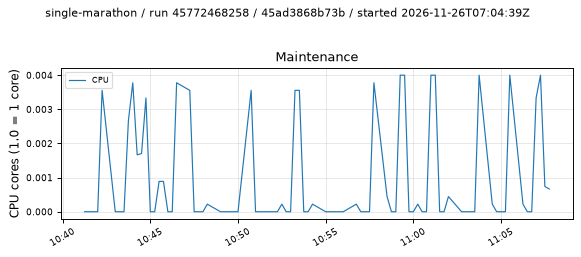 single-marathon / run 45772468258 / 45ad3868b73b / started 2026-11-26T07:04:39Z
Maintenance
CPU
CPU cores (1.0 = 1 core)
0.004
0.003
0.002
0.001
0.000
10:40
10:45
10:50
10:55
11:00
11:05